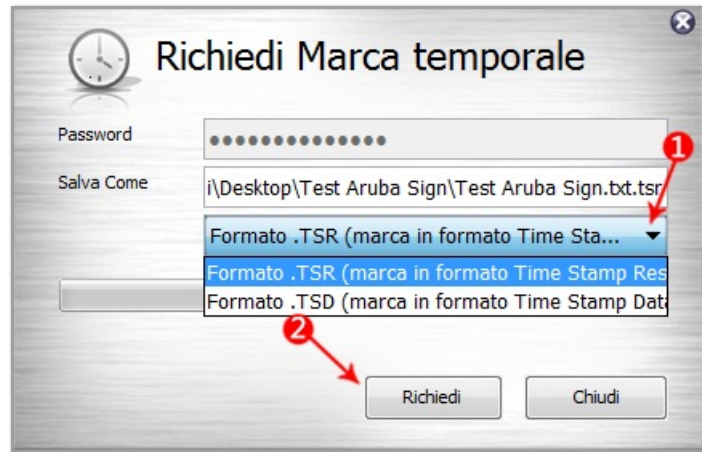 Richiedi Marca temporale
Password
Salva Come
i\Desktop\Test Aruba Sign\Test Aruba Sign.txt.tsr
1
Formato .TSR (marca in formato Time Sta...
Formato .TSR (marca in formato Time Stamp Res
Formato .TSD (marca in formato Time Stamp Data
2
Richiedi
Chiudi